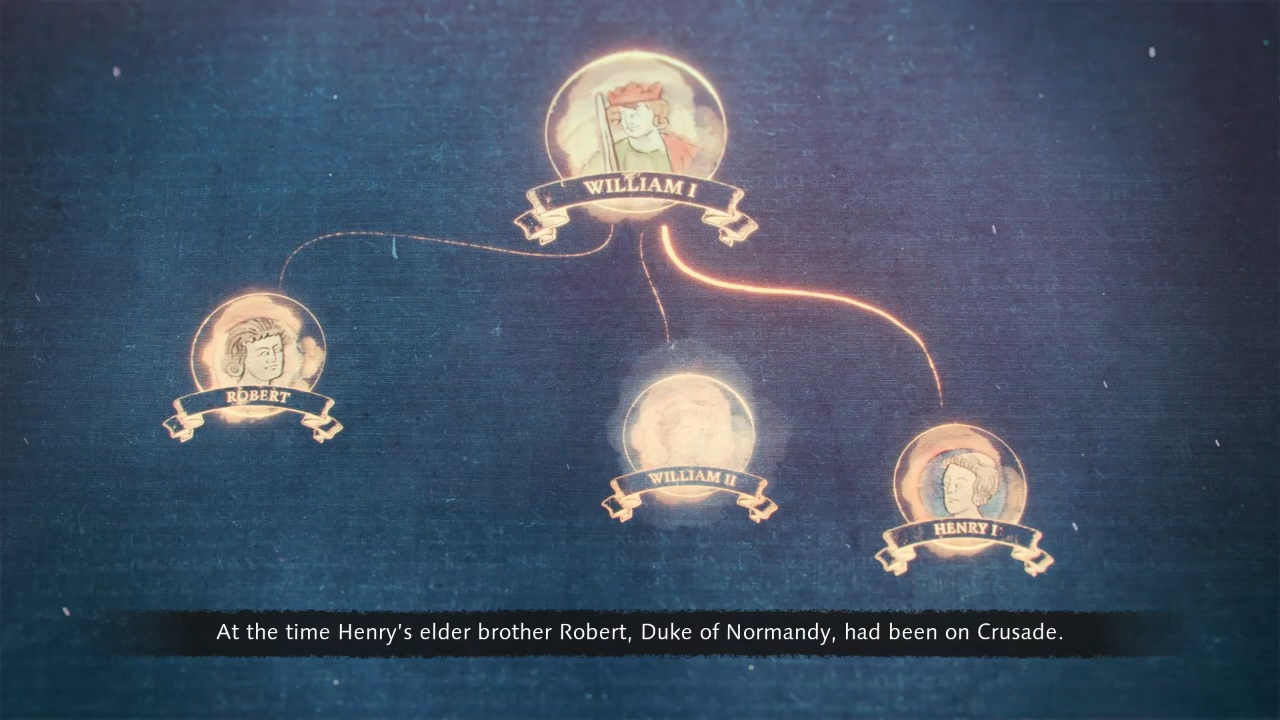 WILLIAM I
ROBERT
WILLIAM II
HENRY I
At the time Henry's elder brother Robert, Duke of Normandy, had been on Crusade.